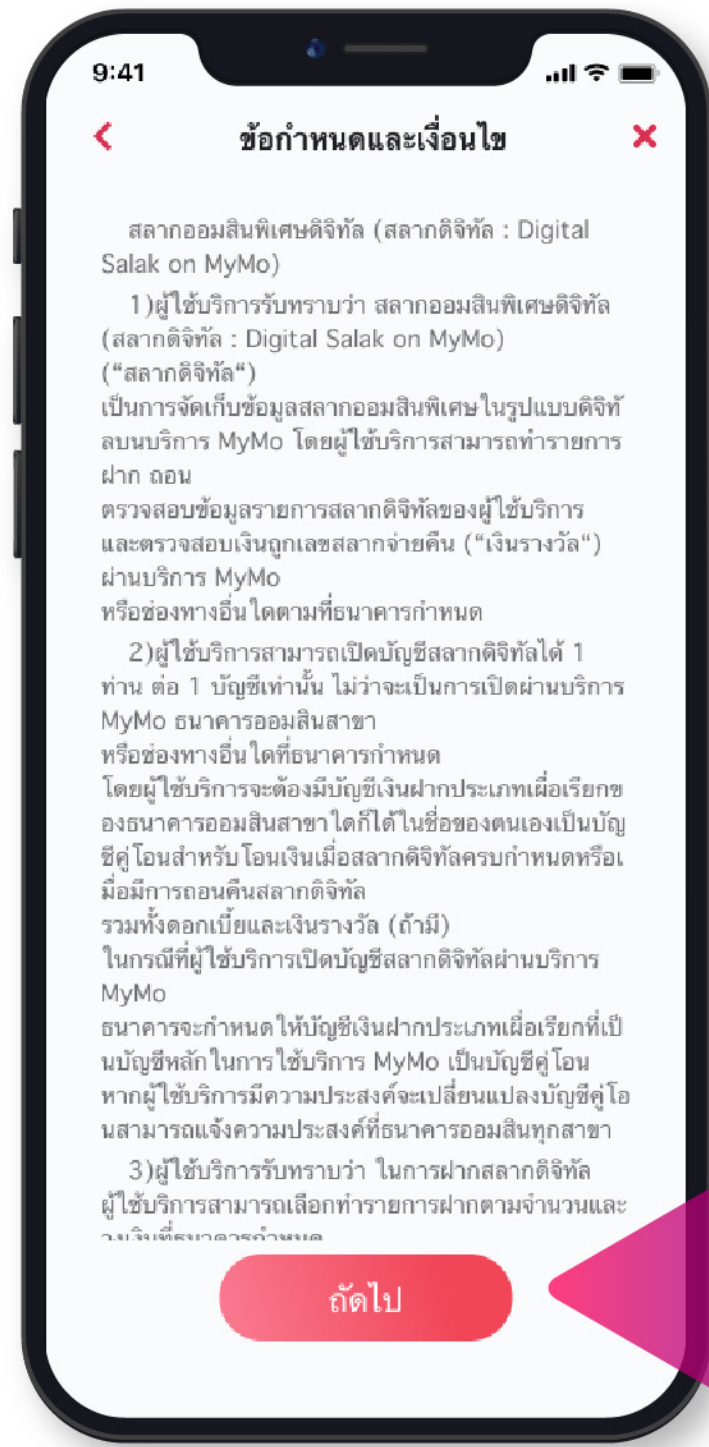 9:41
ข้อกำหนดและเงื่อนไข
สลากออมสินพิเศษดิจิทัล (สลากดิจิทัล : Digital
Salak on MyMo)
1)ผู้ใช้บริการรับทราบว่า สลากออมสินพิเศษดิจิทัล
(สลากดิจิทัล : Digital Salak on MyMo)
("สลากดิจิทัล")
เป็นการจัดเก็บข้อมูลสลากออมสินพิเศษในรูปแบบดิจิทั
ลบนบริการ MyMo โดยผู้ใช้บริการสามารถทำรายการ
ฝาก ถอน
ตรวจสอบข้อมูลรายการสลากดิจิทัลของผู้ใช้บริการ
และตรวจสอบเงินถูกเลขสลากจ่ายคืน ("เงินรางวัล")
ผ่านบริการ MyMo
หรือช่องทางอื่นใดตามที่ธนาคารกำหนด
2)ผู้ใช้บริการสามารถเปิดบัญชีสลากดิจิทัลได้ 1
ท่าน ต่อ 1 บัญชีเท่านั้น ไม่ว่าจะเป็นการเปิดผ่านบริการ
MyMo ธนาคารออมสินสาขา
หรือช่องทางอื่นใดที่ธนาคารกำหนด
โดยผู้ใช้บริการจะต้องมีบัญชีเงินฝากประเภทเผื่อเรียกข
องธนาคารออมสินสาขาใดก็ได้ในชื่อของตนเองเป็นบัญ
ชีคู่โอนสำหรับโอนเงินเมื่อสลากดิจิทัลครบกำหนดหรือเ
มื่อมีการถอนคืนสลากดิจิทัล
รวมทั้งดอกเบี้ยและเงินรางวัล (ถ้ามี)
ในกรณีที่ผู้ใช้บริการเปิดบัญชีสลากดิจิทัลผ่านบริการ
MyMo
ธนาคารจะกำหนดให้บัญชีเงินฝากประเภทเผื่อเรียกที่เป็
นบัญชีหลักในการใช้บริการ MyMo เป็นบัญชีคู่โอน
หากผู้ใช้บริการมีความประสงค์จะเปลี่ยนแปลงบัญชีคู่โอ
นสามารถแจ้งความประสงค์ที่ธนาคารออมสินทุกสาขา
3)ผู้ใช้บริการรับทราบว่า ในการฝากสลากดิจิทัล
ผู้ใช้บริการสามารถเลือกทำรายการฝากตามจำนวนและ
วงเงินที่ธนาคารกำหนด
ถัดไป